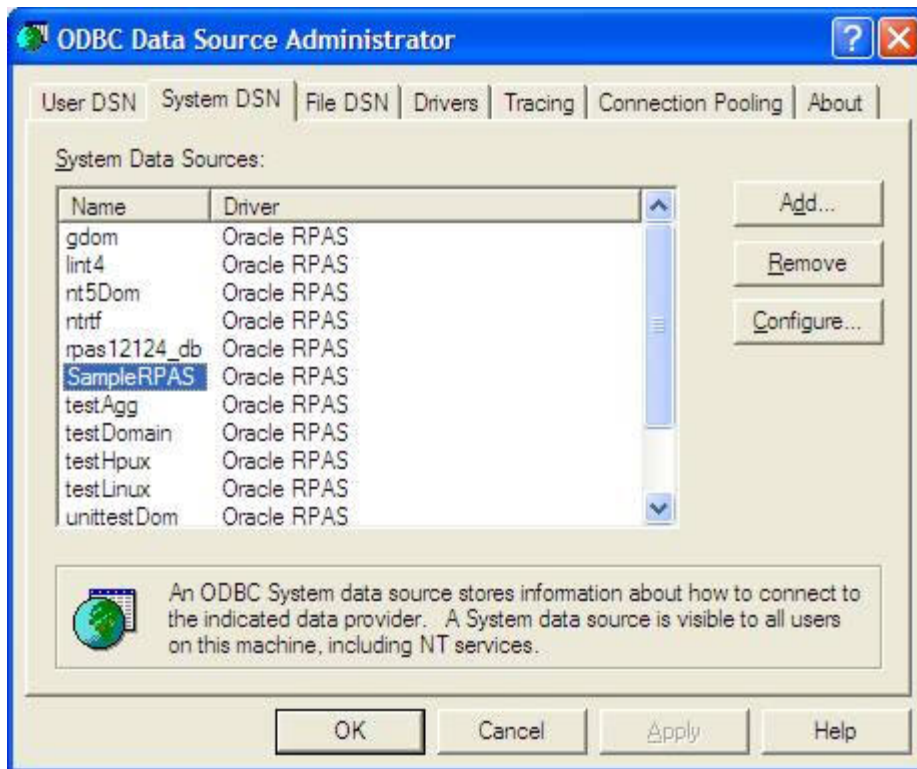 ODBC Data Source Administrator
User DSN System DSN File DSN Drivers Tracing Connection Pooling About
System Data Sources:
Name Driver
gdom Oracle RPAS
lint4 Oracle RPAS
nt5Dom Oracle RPAS
ntrtf Oracle RPAS
rpas12124_db Oracle RPAS
SampleRPAS Oracle RPAS
testAgg Oracle RPAS
testDomain Oracle RPAS
testHpux Oracle RPAS
testLinux Oracle RPAS
unittestDom Oracle RPAS
Add...
Remove
Configure...
An ODBC System data source stores information about how to connect to
the indicated data provider. A System data source is visible to all users
on this machine, including NT services.
OK Cancel Apply Help